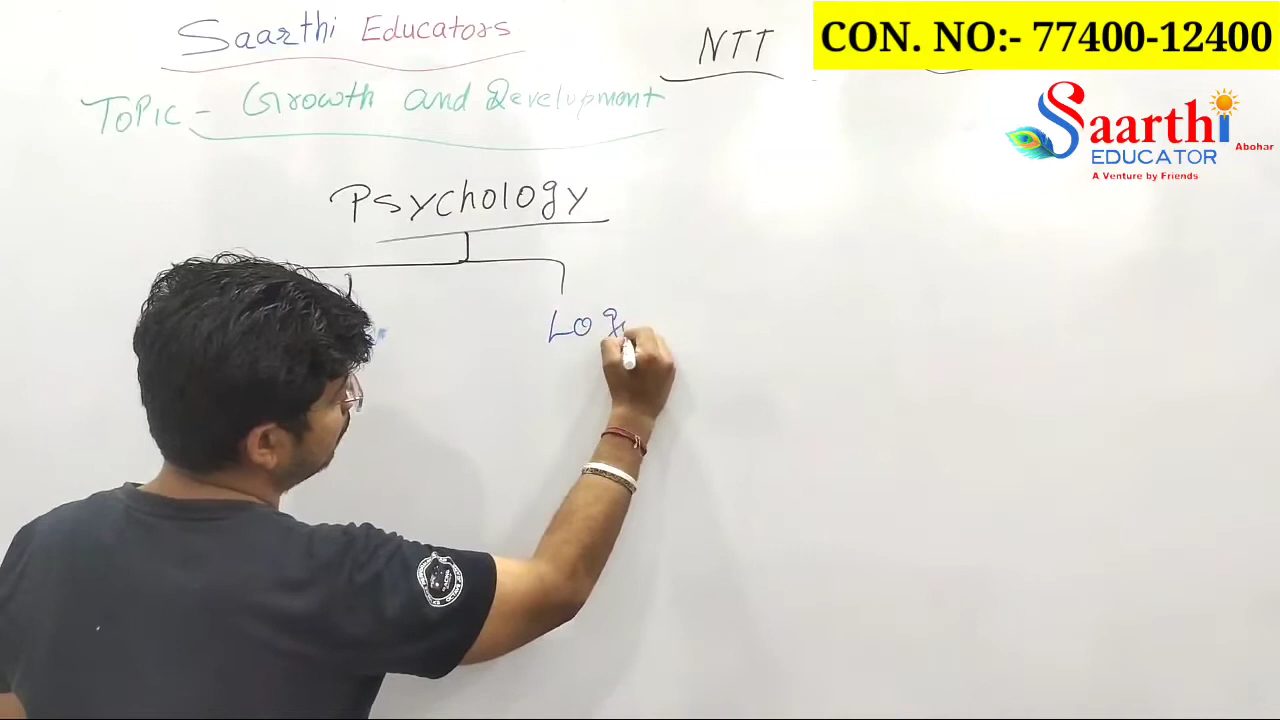 Saarthi Educators
NTT
CON. NO:- 77400-12400
Topic - Growth and Development
Saarthi
Abohar
EDUCATOR
A Venture by Friends
Psychology